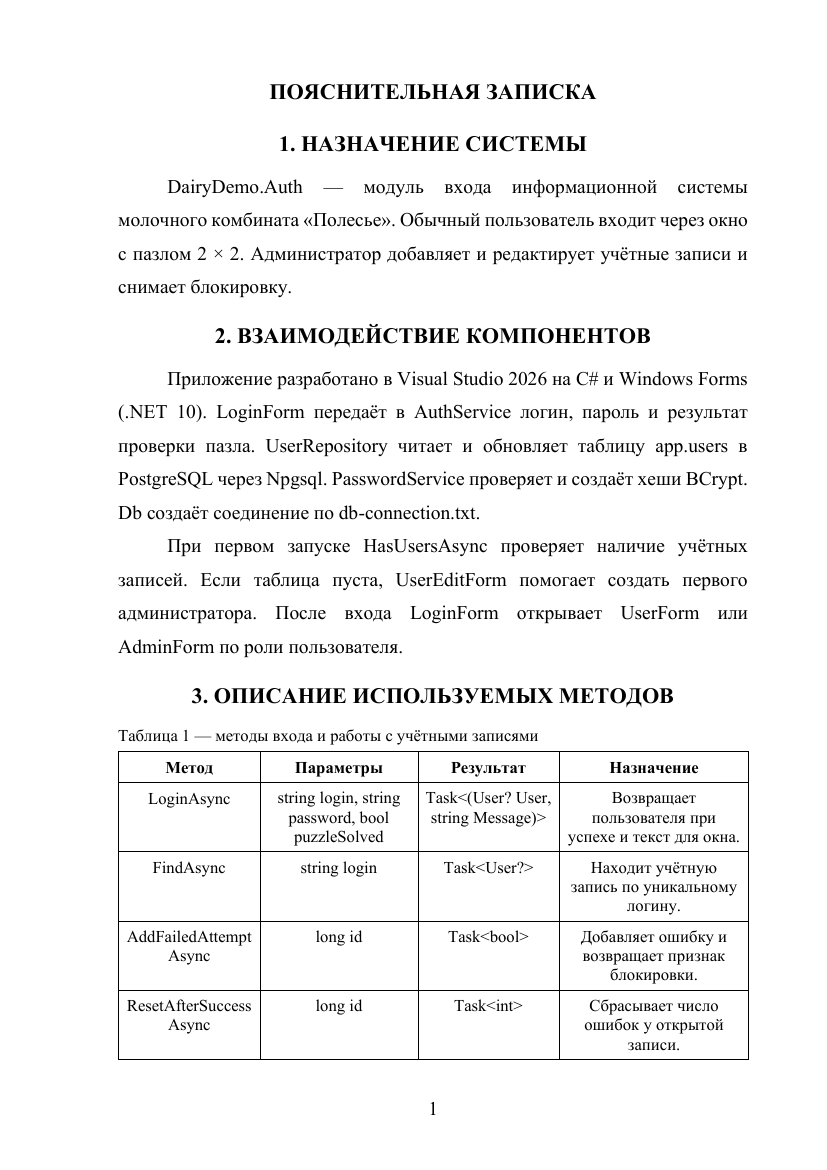 ПОЯСНИТЕЛЬНАЯ ЗАПИСКА
1. НАЗНАЧЕНИЕ СИСТЕМЫ
DairyDemo.Auth — модуль входа информационной системы
молочного комбината «Полесье». Обычный пользователь входит через окно
с пазлом 2 × 2. Администратор добавляет и редактирует учётные записи и
снимает блокировку.
2. ВЗАИМОДЕЙСТВИЕ КОМПОНЕНТОВ
Приложение разработано в Visual Studio 2026 на C# и Windows Forms
(.NET 10). LoginForm передаёт в AuthService логин, пароль и результат
проверки пазла. UserRepository читает и обновляет таблицу app.users в
PostgreSQL через Npgsql. PasswordService проверяет и создаёт хеши BCrypt.
Db создаёт соединение по db-connection.txt.
При первом запуске HasUsersAsync проверяет наличие учётных
записей. Если таблица пуста, UserEditForm помогает создать первого
администратора. После входа LoginForm открывает UserForm или
AdminForm по роли пользователя.
3. ОПИСАНИЕ ИСПОЛЬЗУЕМЫХ МЕТОДОВ
Таблица 1 — методы входа и работы с учётными записями
Метод Параметры Результат Назначение
LoginAsync string login, string Task<(User? User, Возвращает
password, bool string Message)> пользователя при
puzzleSolved успехе и текст для окна.
FindAsync string login Task<User?> Находит учётную
запись по уникальному
логину.
AddFailedAttempt long id Task<bool> Добавляет ошибку и
Async возвращает признак
блокировки.
ResetAfterSuccess long id Task<int> Сбрасывает число
Async ошибок у открытой
записи.
1